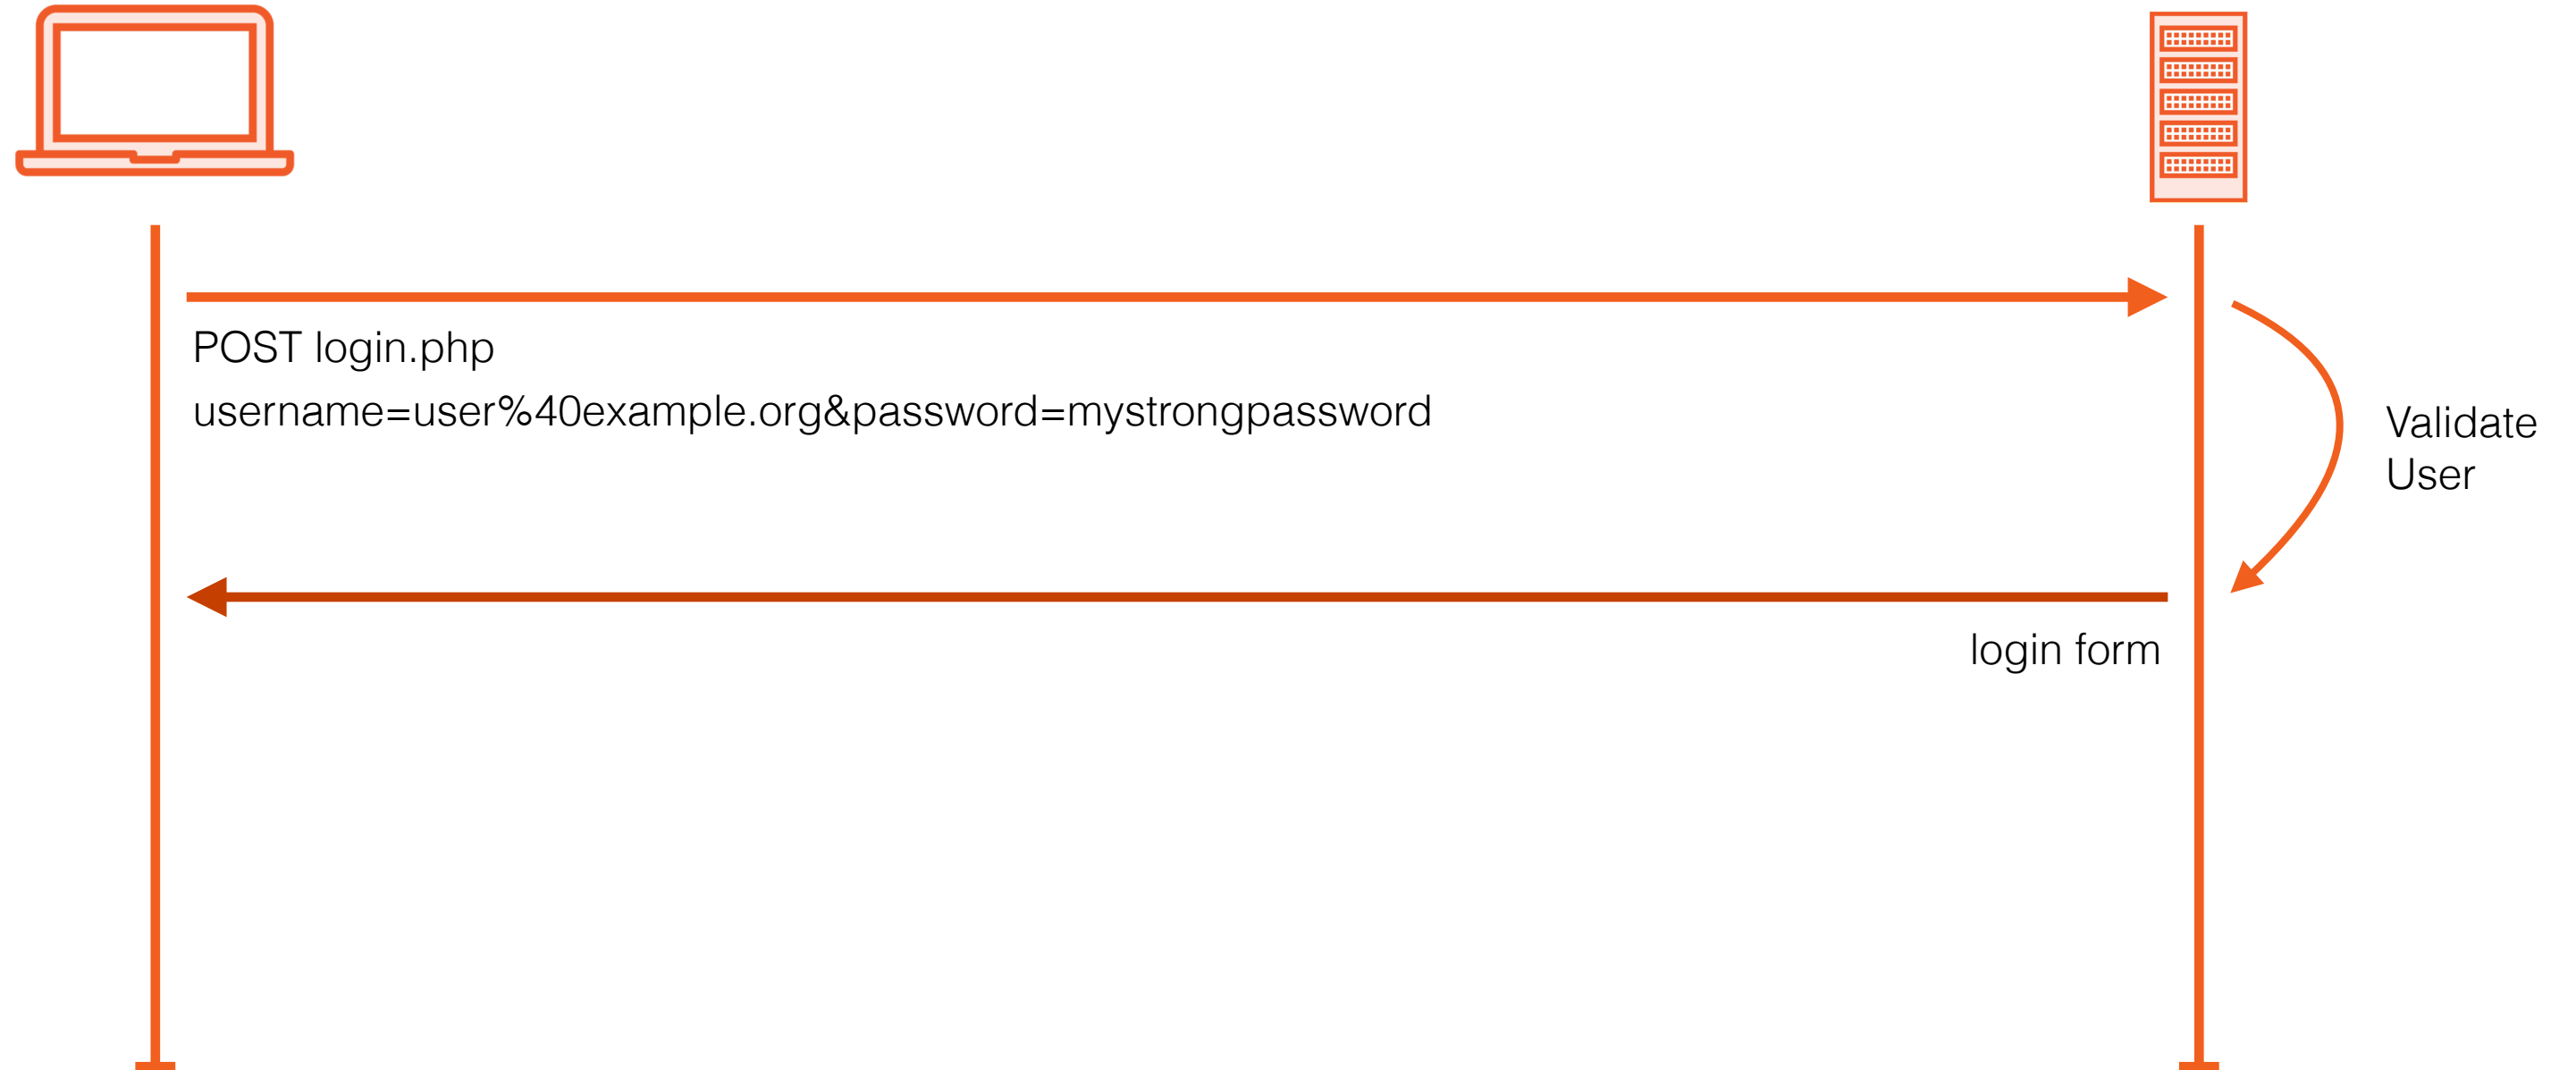 POST login.php
username=user%40example.org&password=mystrongpassword
Validate
User
login form